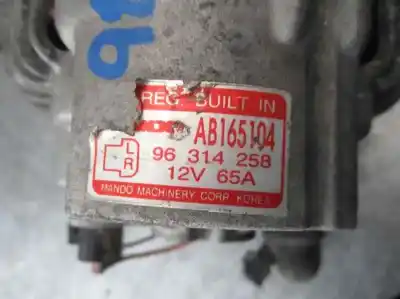 REG BUILT IN
AB165104
L
R
96 314 258
12V 65A
MANDO MACHINERY CORP. KOREA